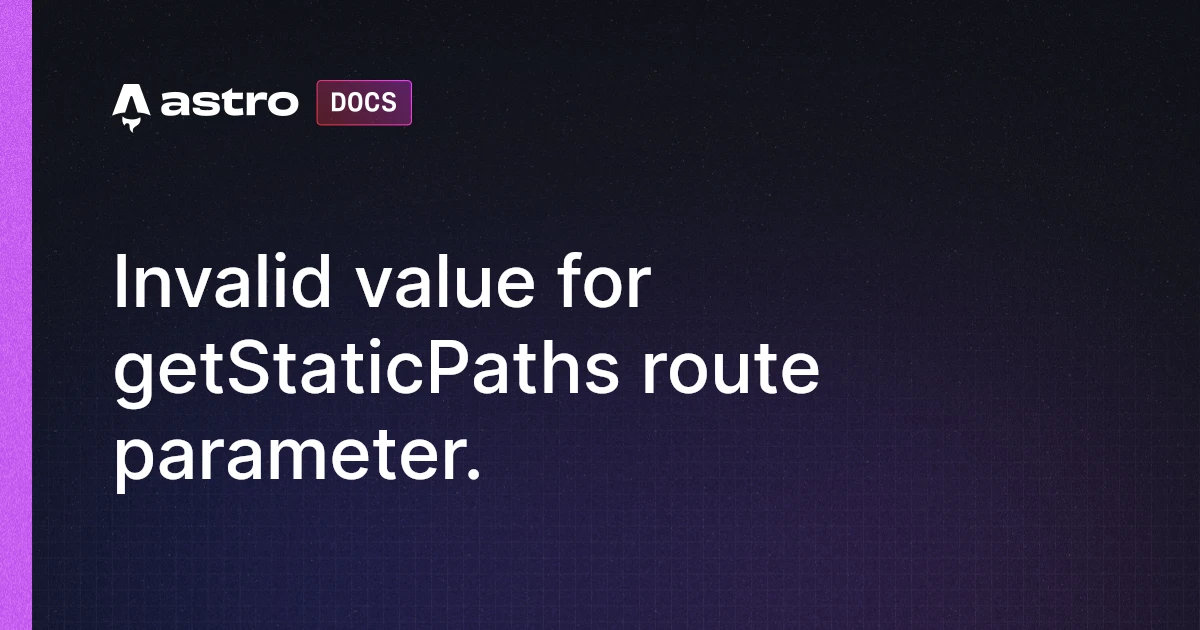 astro DOCS
Invalid value for
getStaticPaths route
parameter.